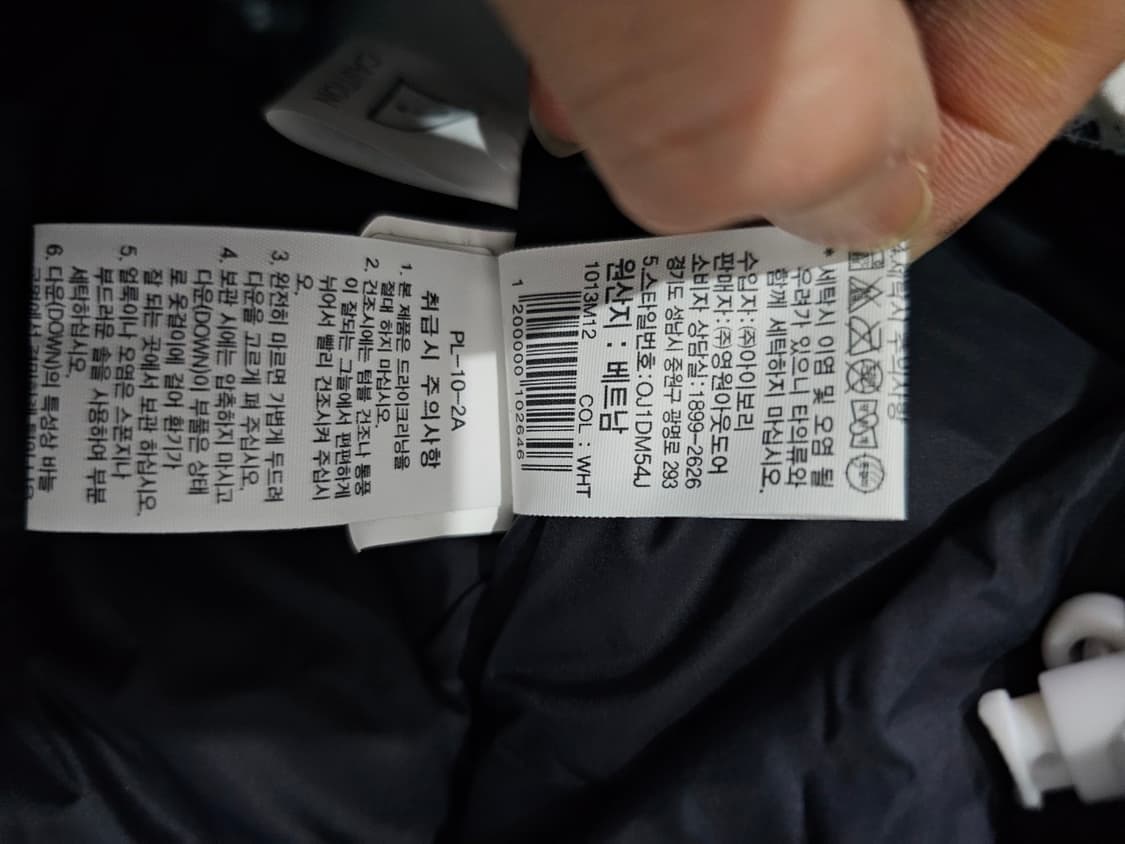 세탁시 주의사항
* 세탁시 이염 및 오염 될
우려가 있으니 타의류와
함께 세탁하지 마십시오.
수입자 : (주)아이보리
판매자 : (주)영원아웃도어
소비자 상담실:1899-2626
경기도 성남시 중원구 광명로 293
5.스타일번호 : OJ1DM54J
원산지 : 베트남
1013M12 COL : WHT
1 200000 102646
PL-10-2A
취급시 주의사항
1. 본 제품은 드라이크리닝을
절대 하지 마십시오.
2. 건조시에는 텀블 건조나 통풍
이 잘되는 그늘에서 편편하게
뉘어서 빨리 건조시켜 주십시
오.
3. 완전히 마르면 가볍게 두드려
다운을 고르게 펴 주십시오.
4. 보관 시에는 압축하지 마시고
다운(DOWN)이 부풀은 상태
로 옷걸이에 걸어 환기가
잘 되는 곳에서 보관 하십시오.
5. 얼룩이나 오염은 스폰지나
부드러운 솔을 사용하여 부분
세탁하십시오.
6. 다운(DOWN)의 특성상 바늘
CAUTION